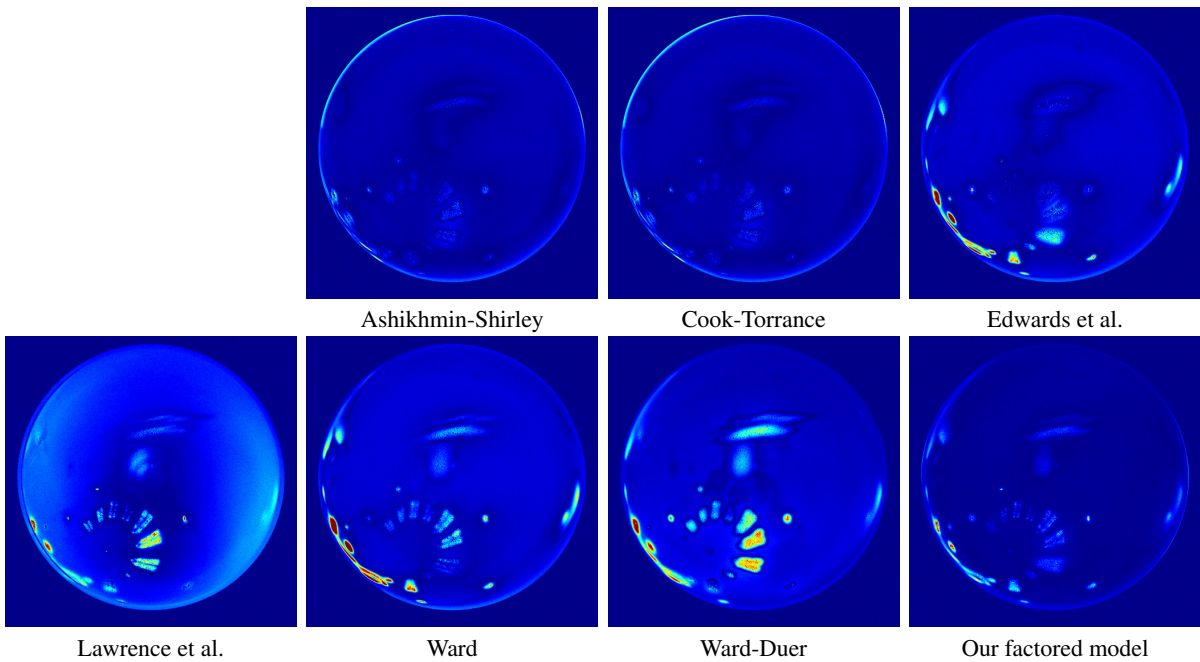 Ashikhmin-Shirley
Cook-Torrance
Edwards et al.
Lawrence et al.
Ward
Ward-Duer
Our factored model